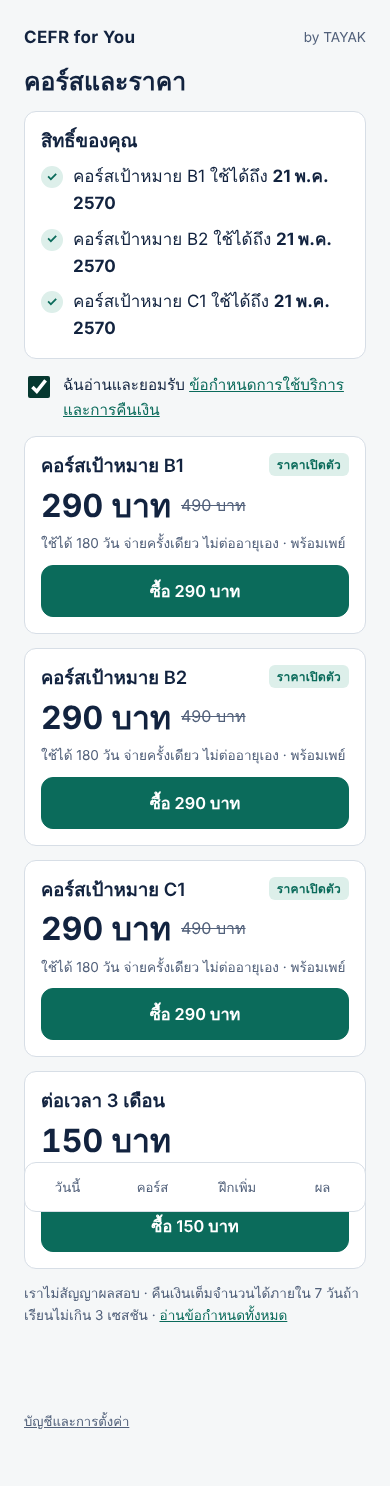 CEFR for You
by TAYAK
คอร์สและราคา
สิทธิ์ของคุณ
คอร์สเป้าหมาย B1 ใช้ได้ถึง 21 พ.ค.
2570
คอร์สเป้าหมาย B2 ใช้ได้ถึง 21 พ.ค.
2570
คอร์สเป้าหมาย C1 ใช้ได้ถึง 21 พ.ค.
2570
ฉันอ่านและยอมรับ ข้อกำหนดการใช้บริการ
และการคืนเงิน
คอร์สเป้าหมาย B1
ราคาเปิดตัว
290 บาท 490 บาท
ใช้ได้ 180 วัน จ่ายครั้งเดียว ไม่ต่ออายุเอง · พร้อมเพย์
ซื้อ 290 บาท
คอร์สเป้าหมาย B2
ราคาเปิดตัว
290 บาท 490 บาท
ใช้ได้ 180 วัน จ่ายครั้งเดียว ไม่ต่ออายุเอง · พร้อมเพย์
ซื้อ 290 บาท
คอร์สเป้าหมาย C1
ราคาเปิดตัว
290 บาท 490 บาท
ใช้ได้ 180 วัน จ่ายครั้งเดียว ไม่ต่ออายุเอง · พร้อมเพย์
ซื้อ 290 บาท
ต่อเวลา 3 เดือน
150 บาท
วันนี้ คอร์ส ฝึกเพิ่ม ผล
ซื้อ 150 บาท
เราไม่สัญญาผลสอบ · คืนเงินเต็มจำนวนได้ภายใน 7 วันถ้า
เรียนไม่เกิน 3 เซสชัน · อ่านข้อกำหนดทั้งหมด
บัญชีและการตั้งค่า